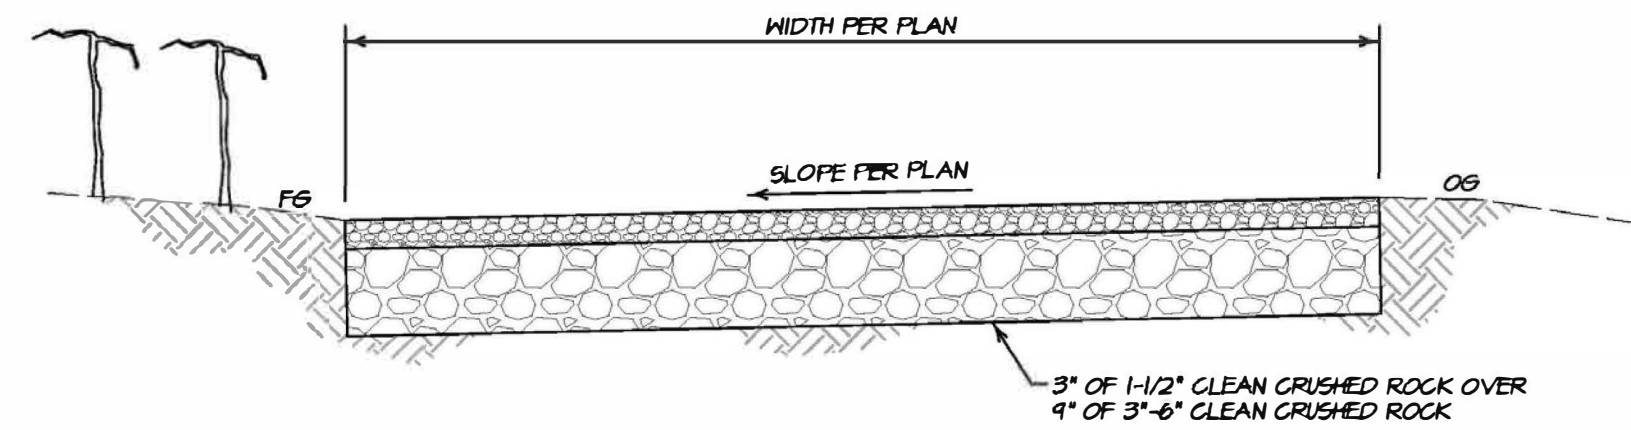 WIDTH PER PLAN
SLOPE PER PLAN
FG
OG
3" OF 1-1/2" CLEAN CRUSHED ROCK OVER
9" OF 3"-6" CLEAN CRUSHED ROCK